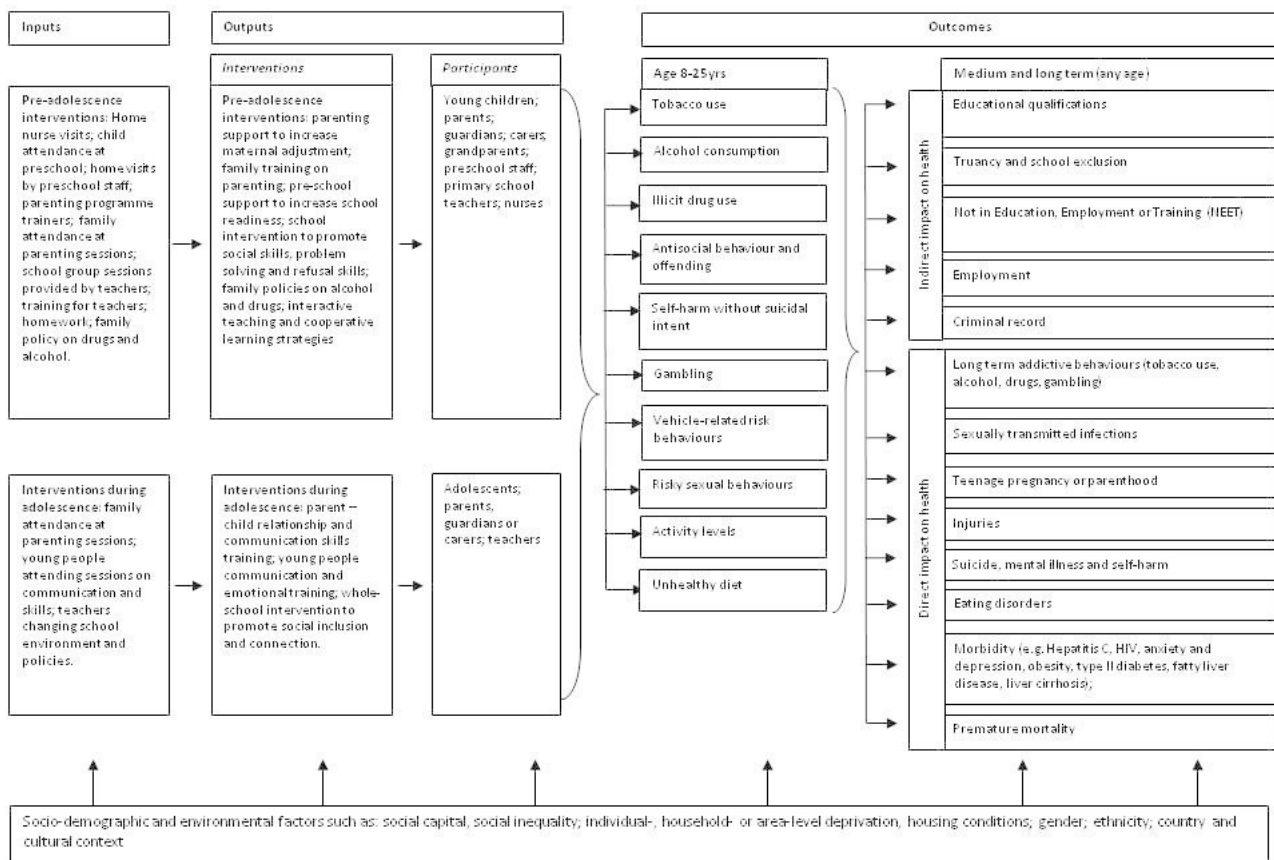 Inputs
Outputs
Outcomes
Interventions
Participants
Age 8-25yrs
Medium and long term (any age)
Pre-adolescence
interventions: Home
nurse visits; child
attendance at
preschool; home visits
by preschool staff;
parenting programme
trainers; family
attendance at
parenting sessions;
school group sessions
provided by teachers;
training for teachers;
homework; family
policy on drugs and
alcohol.
Pre-adolescence
interventions: parenting
support to increase
maternal adjustment;
family training on
parenting; pre-school
support to increase school
readiness; school
intervention to promote
social skills, problem
solving and refusal skills;
family policies on alcohol
and drugs; interactive
teaching and cooperative
learning strategies
Young children;
parents;
guardians; carers;
grandparents;
preschool staff;
primary school
teachers; nurses
Interventions during
adolescence: family
attendance at
parenting sessions;
young people
attending sessions on
communication and
skills; teachers
changing school
environment and
policies.
Interventions during
adolescence: parent –
child relationship and
communication skills
training; young people
communication and
emotional training; whole-
school intervention to
promote social inclusion
and connection.
Adolescents;
parents,
guardians or
carers; teachers
Tobacco use
Alcohol consumption
Illicit drug use
Antisocial behaviour and
offending
Self-harm without suicidal
intent
Gambling
Vehicle-related risk
behaviours
Risky sexual behaviours
Activity levels
Unhealthy diet
Indirect impact on health
Educational qualifications
Truancy and school exclusion
Not in Education, Employment or Training (NEET)
Employment
Criminal record
Direct impact on health
Long term addictive behaviours (tobacco use,
alcohol, drugs, gambling)
Sexually transmitted infections
Teenage pregnancy or parenthood
Injuries
Suicide, mental illness and self-harm
Eating disorders
Morbidity (e.g. Hepatitis C, HIV, anxiety and
depression, obesity, type II diabetes, fatty liver
disease, liver cirrhosis);
Premature mortality
Socio-demographic and environmental factors such as: social capital, social inequality; individual-, household- or area-level deprivation, housing conditions; gender; ethnicity; country and
cultural context